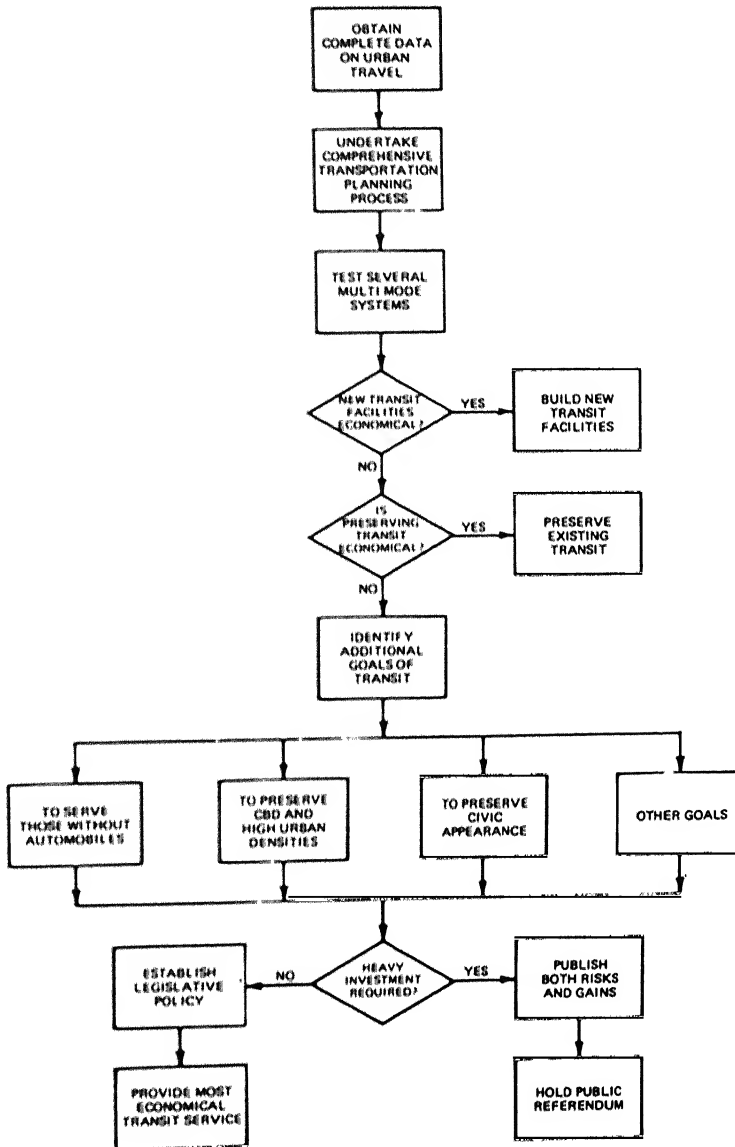 OBTAIN
COMPLETE DATA
ON URBAN
TRAVEL
UNDERTAKE
COMPREHENSIVE
TRANSPORTATION
PLANNING
PROCESS
TEST SEVERAL
MULTI MODE
SYSTEMS
NEW TRANSIT
FACILITIES
ECONOMICAL?
YES
BUILD NEW
TRANSIT
FACILITIES
NO
IS
PRESERVING
TRANSIT
ECONOMICAL?
YES
PRESERVE
EXISTING
TRANSIT
NO
IDENTIFY
ADDITIONAL
GOALS OF
TRANSIT
TO SERVE
THOSE WITHOUT
AUTOMOBILES
TO PRESERVE
CBD AND
HIGH URBAN
DENSITIES
TO PRESERVE
CIVIC
APPEARANCE
OTHER GOALS
HEAVY
INVESTMENT
REQUIRED?
NO
ESTABLISH
LEGISLATIVE
POLICY
YES
PUBLISH
BOTH RISKS
AND GAINS
PROVIDE MOST
ECONOMICAL
TRANSIT SERVICE
HOLD PUBLIC
REFERENDUM